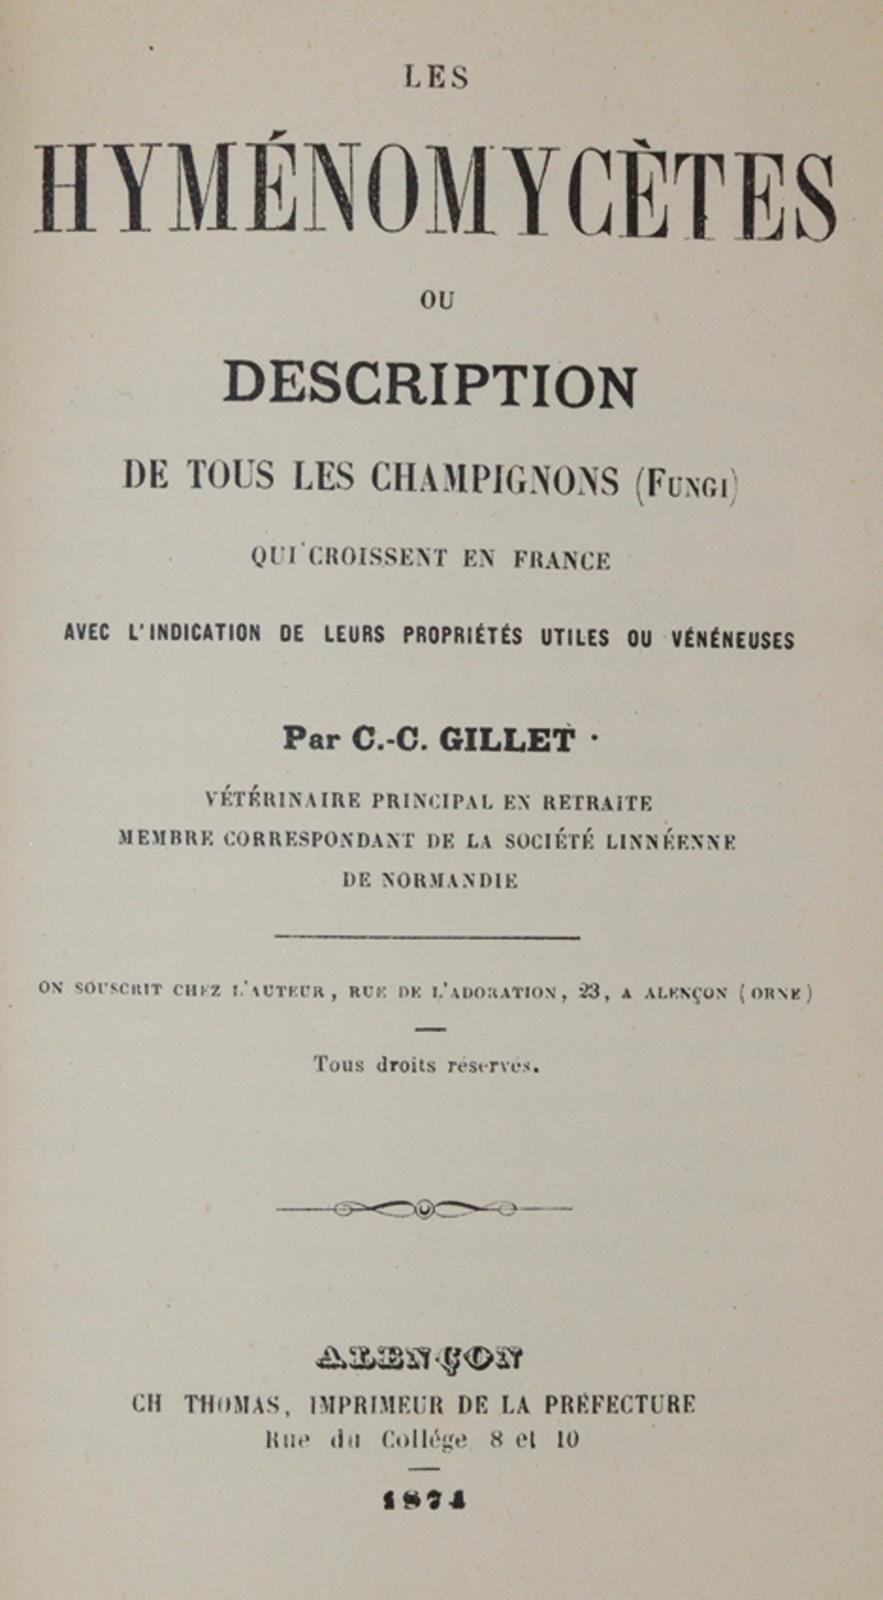 LES
HYMÉNOMYCÈTES
OU
DESCRIPTION
DE TOUS LES CHAMPIGNONS (FUNGI)
QUI CROISSENT EN FRANCE
AVEC L'INDICATION DE LEURS PROPRIÉTÉS UTILES OU VÉNÉNEUSES
Par C.-C. GILLET
VÉTÉRINAIRE PRINCIPAL EN RETRAITE
MEMBRE CORRESPONDANT DE LA SOCIÉTÉ LINNÉENNE
DE NORMANDIE
ON SOUSCRIT CHEZ L'AUTEUR, RUE DE L'ADORATION, 23, A ALENÇON (ORNE)
Tous droits réservés.
ALENÇON
CH THOMAS, IMPRIMEUR DE LA PRÉFECTURE
Rue du Collége 8 et 10
1874